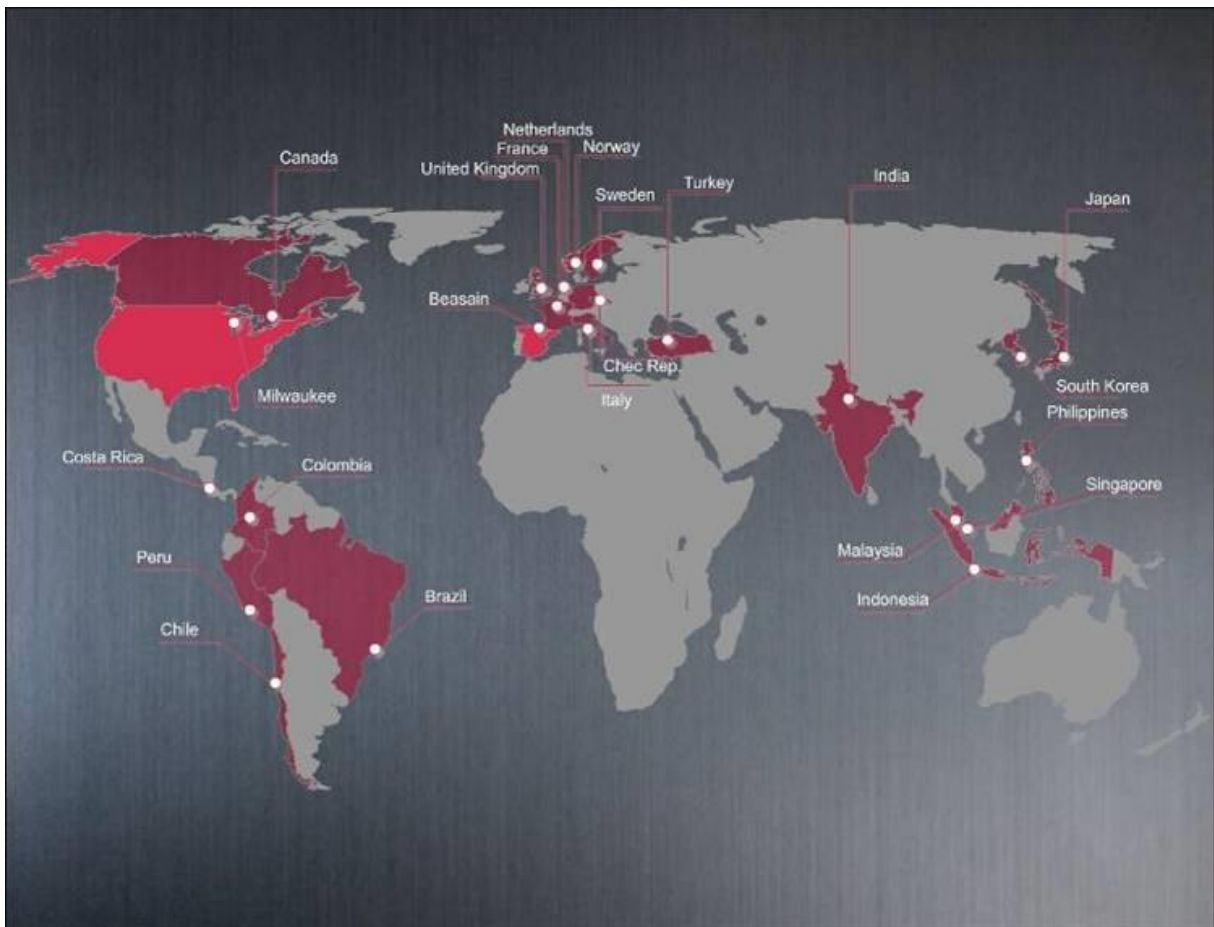 Netherlands
France
Norway
United Kingdom
Canada
Sweden
Turkey
India
Japan
Beasain
Chec Rep.
Italy
Milwaukee
South Korea
Philippines
Costa Rica
Colombia
Singapore
Malaysia
Peru
Indonesia
Brazil
Chile